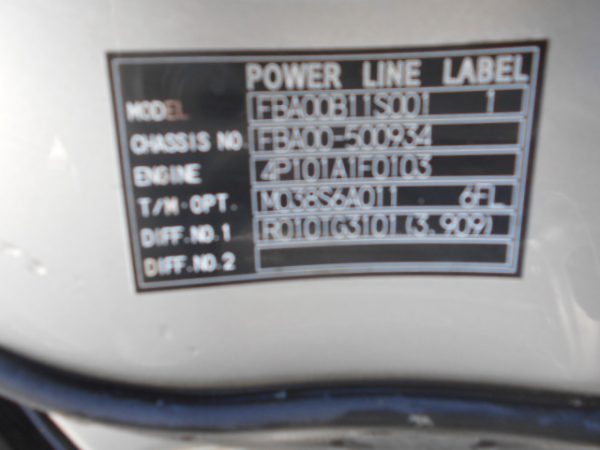 POWER LINE LABEL
MODEL FBA00B11S001 1
CHASSIS NO. FBA00-500934
ENGINE 4P101A1F0103
T/M·OPT. M038S6A011 6FL
DIFF.NO.1 R0101G3101(3.909)
DIFF.NO.2